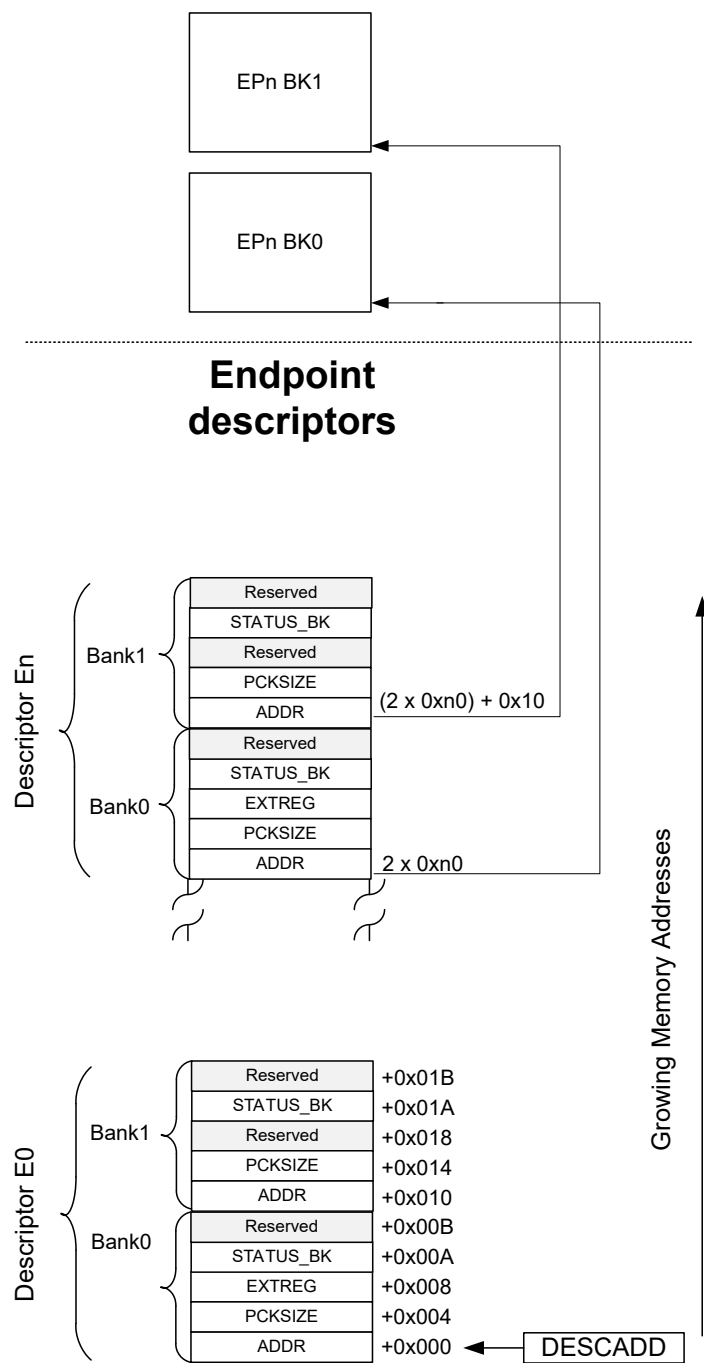 EPn BK1
EPn BK0
Endpoint
descriptors
Descriptor En
Bank1
Reserved
STATUS_BK
Reserved
PCKSIZE
ADDR (2 x 0xn0) + 0x10
Bank0
Reserved
STATUS_BK
EXTREG
PCKSIZE
ADDR 2 x 0xn0
Growing Memory Addresses
Descriptor E0
Bank1
Reserved +0x01B
STATUS_BK +0x01A
Reserved +0x018
PCKSIZE +0x014
ADDR +0x010
Bank0
Reserved +0x00B
STATUS_BK +0x00A
EXTREG +0x008
PCKSIZE +0x004
ADDR +0x000 DESCADD